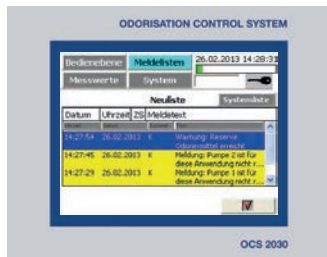 ODORISATION CONTROL SYSTEM
Bedienebene Meldelisten 26.02.2013 14:28:31
Messwerte System
Neuliste Systemliste
Datum Uhrzeit ZS Meldetext
14:27:54 26.02.2013 K Warnung: Reserve
Odoriermittel erreicht
14:27:45 26.02.2013 K Meldung: Pumpe 2 ist für
diese Anwendung nicht r...
14:27:29 26.02.2013 K Meldung: Pumpe 1 ist für
diese Anwendung nicht r...
OCS 2030